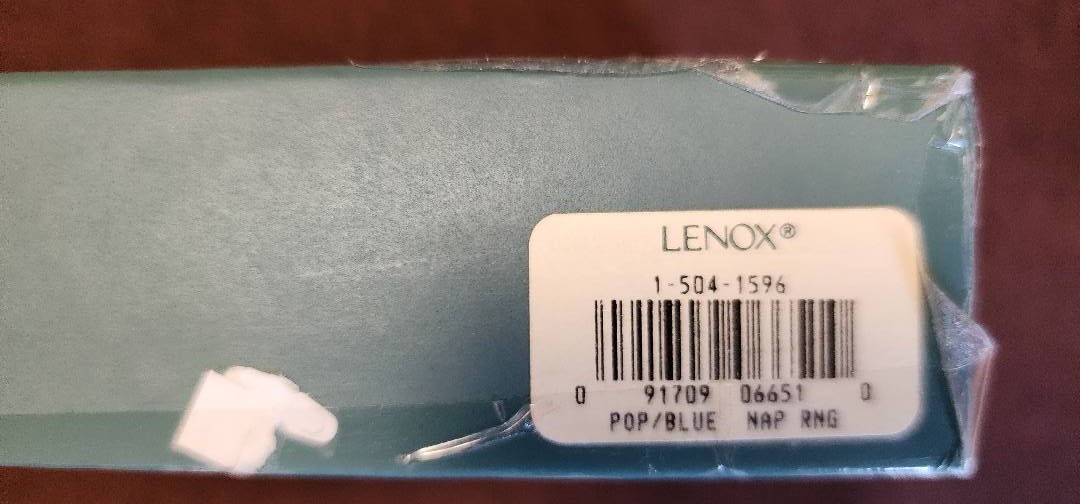 LENOX®
1-504-1596
0 91709 06651 0
POP/BLUE NAP RNG